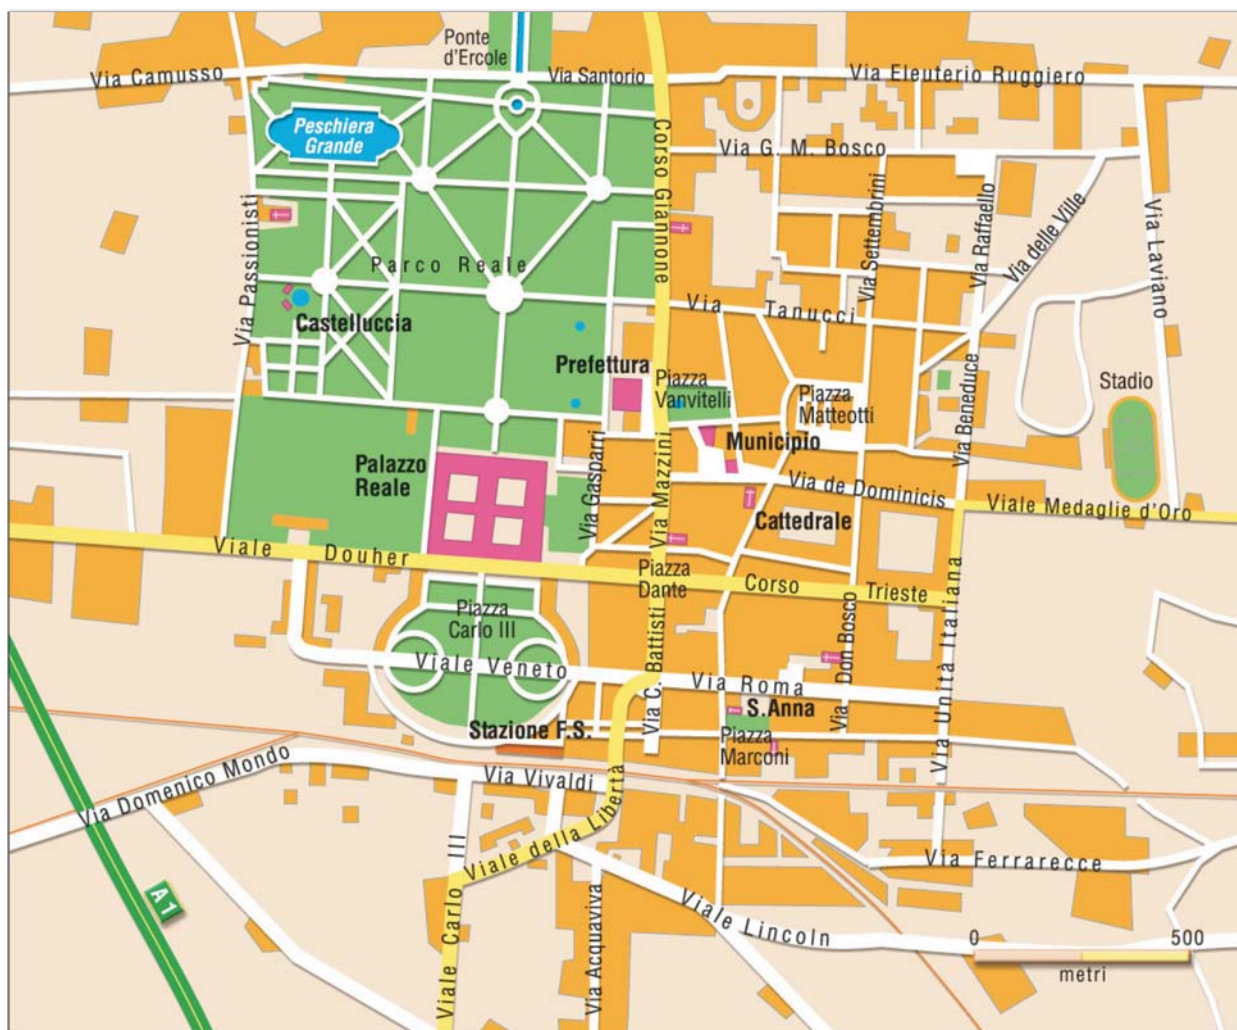 Ponte
d'Ercole
Via Camusso
Via Santorio
Via Eleuterio Ruggiero
Peschiera
Grande
Corso Giannone
Via G. M. Bosco
Via Passionisti
Via Settembrini
Via Raffaello
Via delle Ville
Via Laviano
Parco Reale
Via Tanucci
Castelluccia
Prefettura
Piazza
Vanvitelli
Piazza
Matteotti
Via Beneduce
Stadio
Municipio
Palazzo
Reale
Via Gasparri
Via Mazzini
Via de Dominicis
Viale Medaglie d'Oro
Cattedrale
Viale Douher
Piazza
Dante
Corso Trieste
Piazza
Carlo III
Via C. Battisti
Via Don Bosco
Via Unità Italiana
Viale Veneto
Via Roma
S.Anna
Stazione F.S.
Piazza
Marconi
Via Domenico Mondo
Via Vivaldi
Viale della Libertà
Viale Carlo III
Via Ferrarecce
A1
Via Acquaviva
Viale Lincoln
0 500
metri